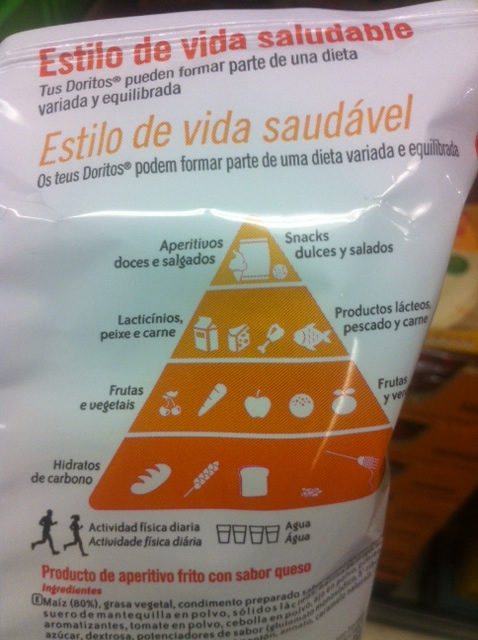 Estilo de vida saludable
Tus Doritos® pueden formar parte de una dieta
variada y equilibrada
Estilo de vida saudável
Os teus Doritos® podem formar parte de uma dieta variada e equilibrada
Aperitivos
doces e salgados
Snacks
dulces y salados
Lacticínios,
peixe e carne
Productos lácteos,
pescado y carne
Frutas
e vegetais
Frutas
y
Hidratos
de carbono
Actividad física diaria
Actividade física diária
Agua
Água
Producto de aperitivo frito con sabor queso
Ingredientes
E Maíz (80%), grasa vegetal, condimento preparado
suero de mantequilla en polvo, sólidos
aromatizantes, tomate en polvo, cebolla en polvo,
azúcar, dextrosa, potenciadores de sabor (glutamato